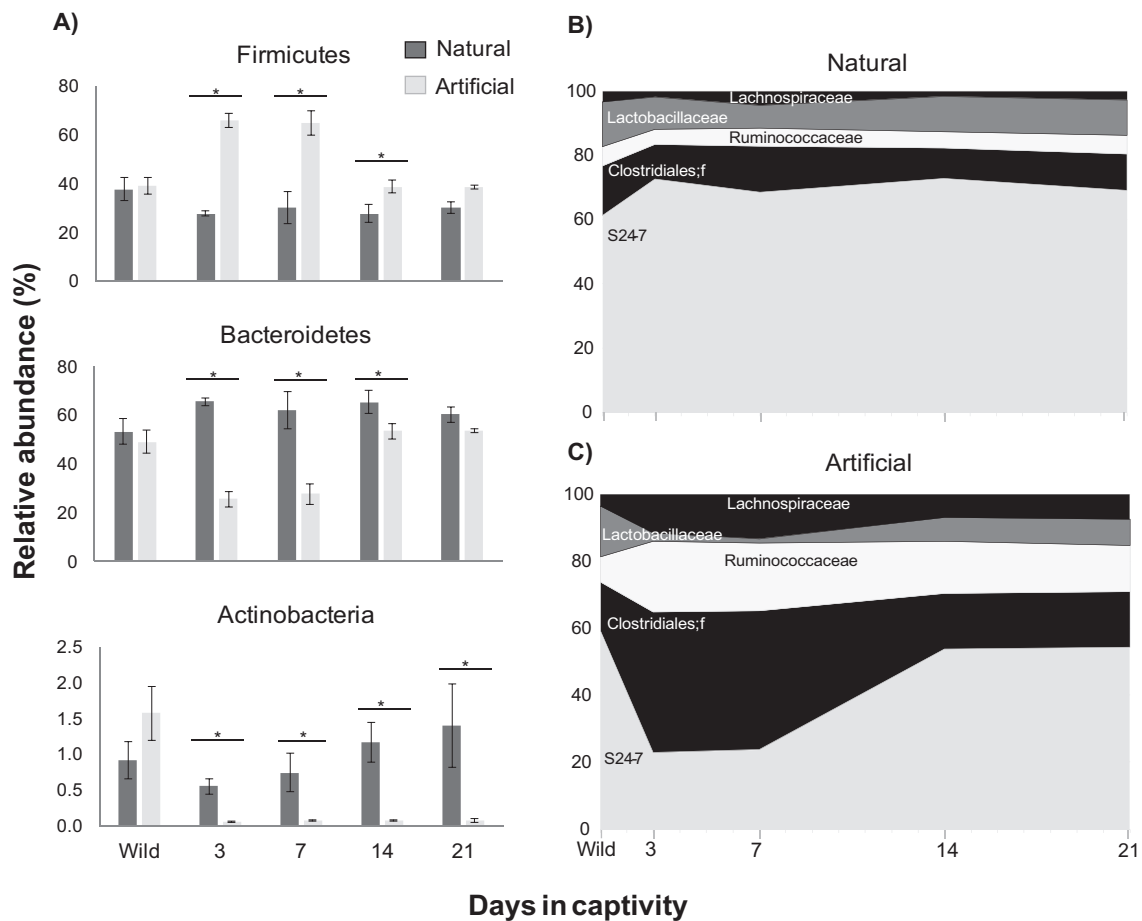 A)
Firmicutes
Natural
Artificial
80
60
40
20
0
* * *
Bacteroidetes
80
60
40
20
0
* * *
Actinobacteria
2.5
2.0
1.5
1.0
0.5
0.0
* * * *
Wild 3 7 14 21
Relative abundance (%)
B)
Natural
100
80
60
40
20
0
Lachnospiraceae
Lactobacillaceae
Ruminococcaceae
Clostridiales;f
S24-7
C)
Artificial
100
80
60
40
20
0
Lachnospiraceae
Lactobacillaceae
Ruminococcaceae
Clostridiales;f
S24-7
Wild 3 7 14 21
Days in captivity